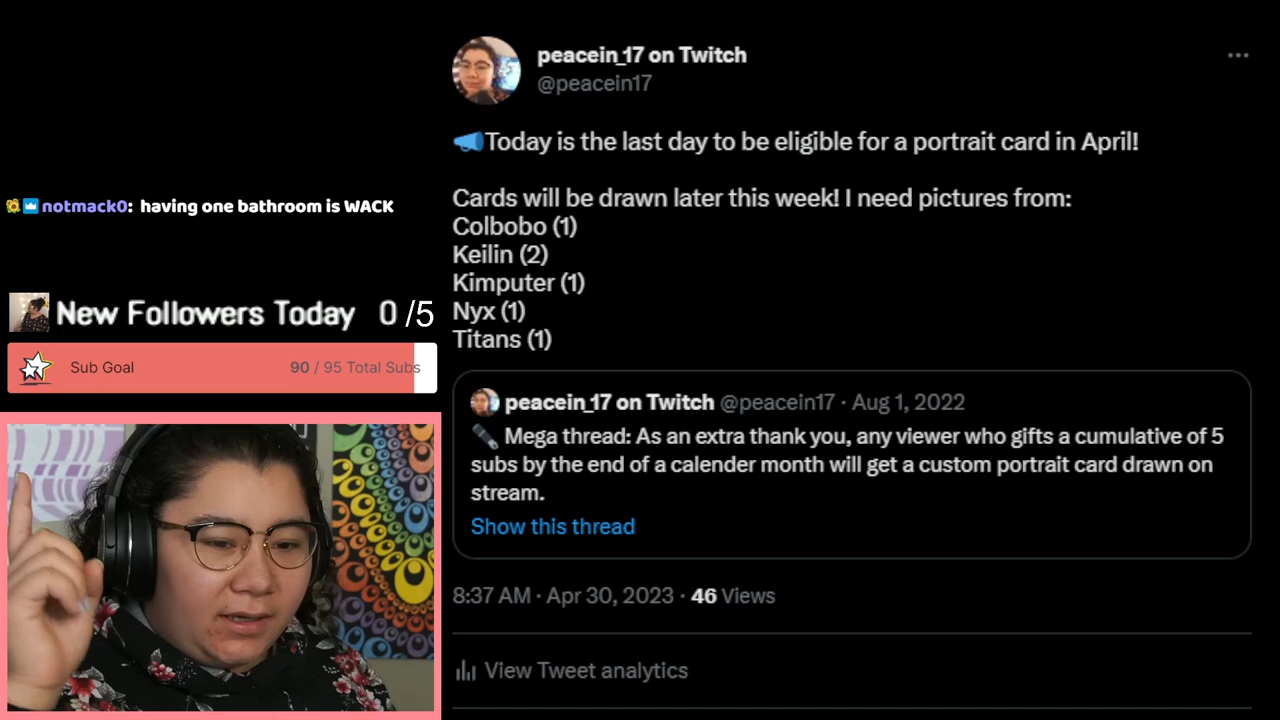 peacein_17 on Twitch
@peacein17
📣Today is the last day to be eligible for a portrait card in April!
Cards will be drawn later this week! I need pictures from:
Colbobo (1)
Keilin (2)
Kimputer (1)
Nyx (1)
Titans (1)
peacein_17 on Twitch @peacein17 · Aug 1, 2022
Mega thread: As an extra thank you, any viewer who gifts a cumulative of 5
subs by the end of a calender month will get a custom portrait card drawn on
stream.
Show this thread
8:37 AM · Apr 30, 2023 · 46 Views
View Tweet analytics
notmack0: having one bathroom is WACK
New Followers Today 0 /5
Sub Goal 90 / 95 Total Subs